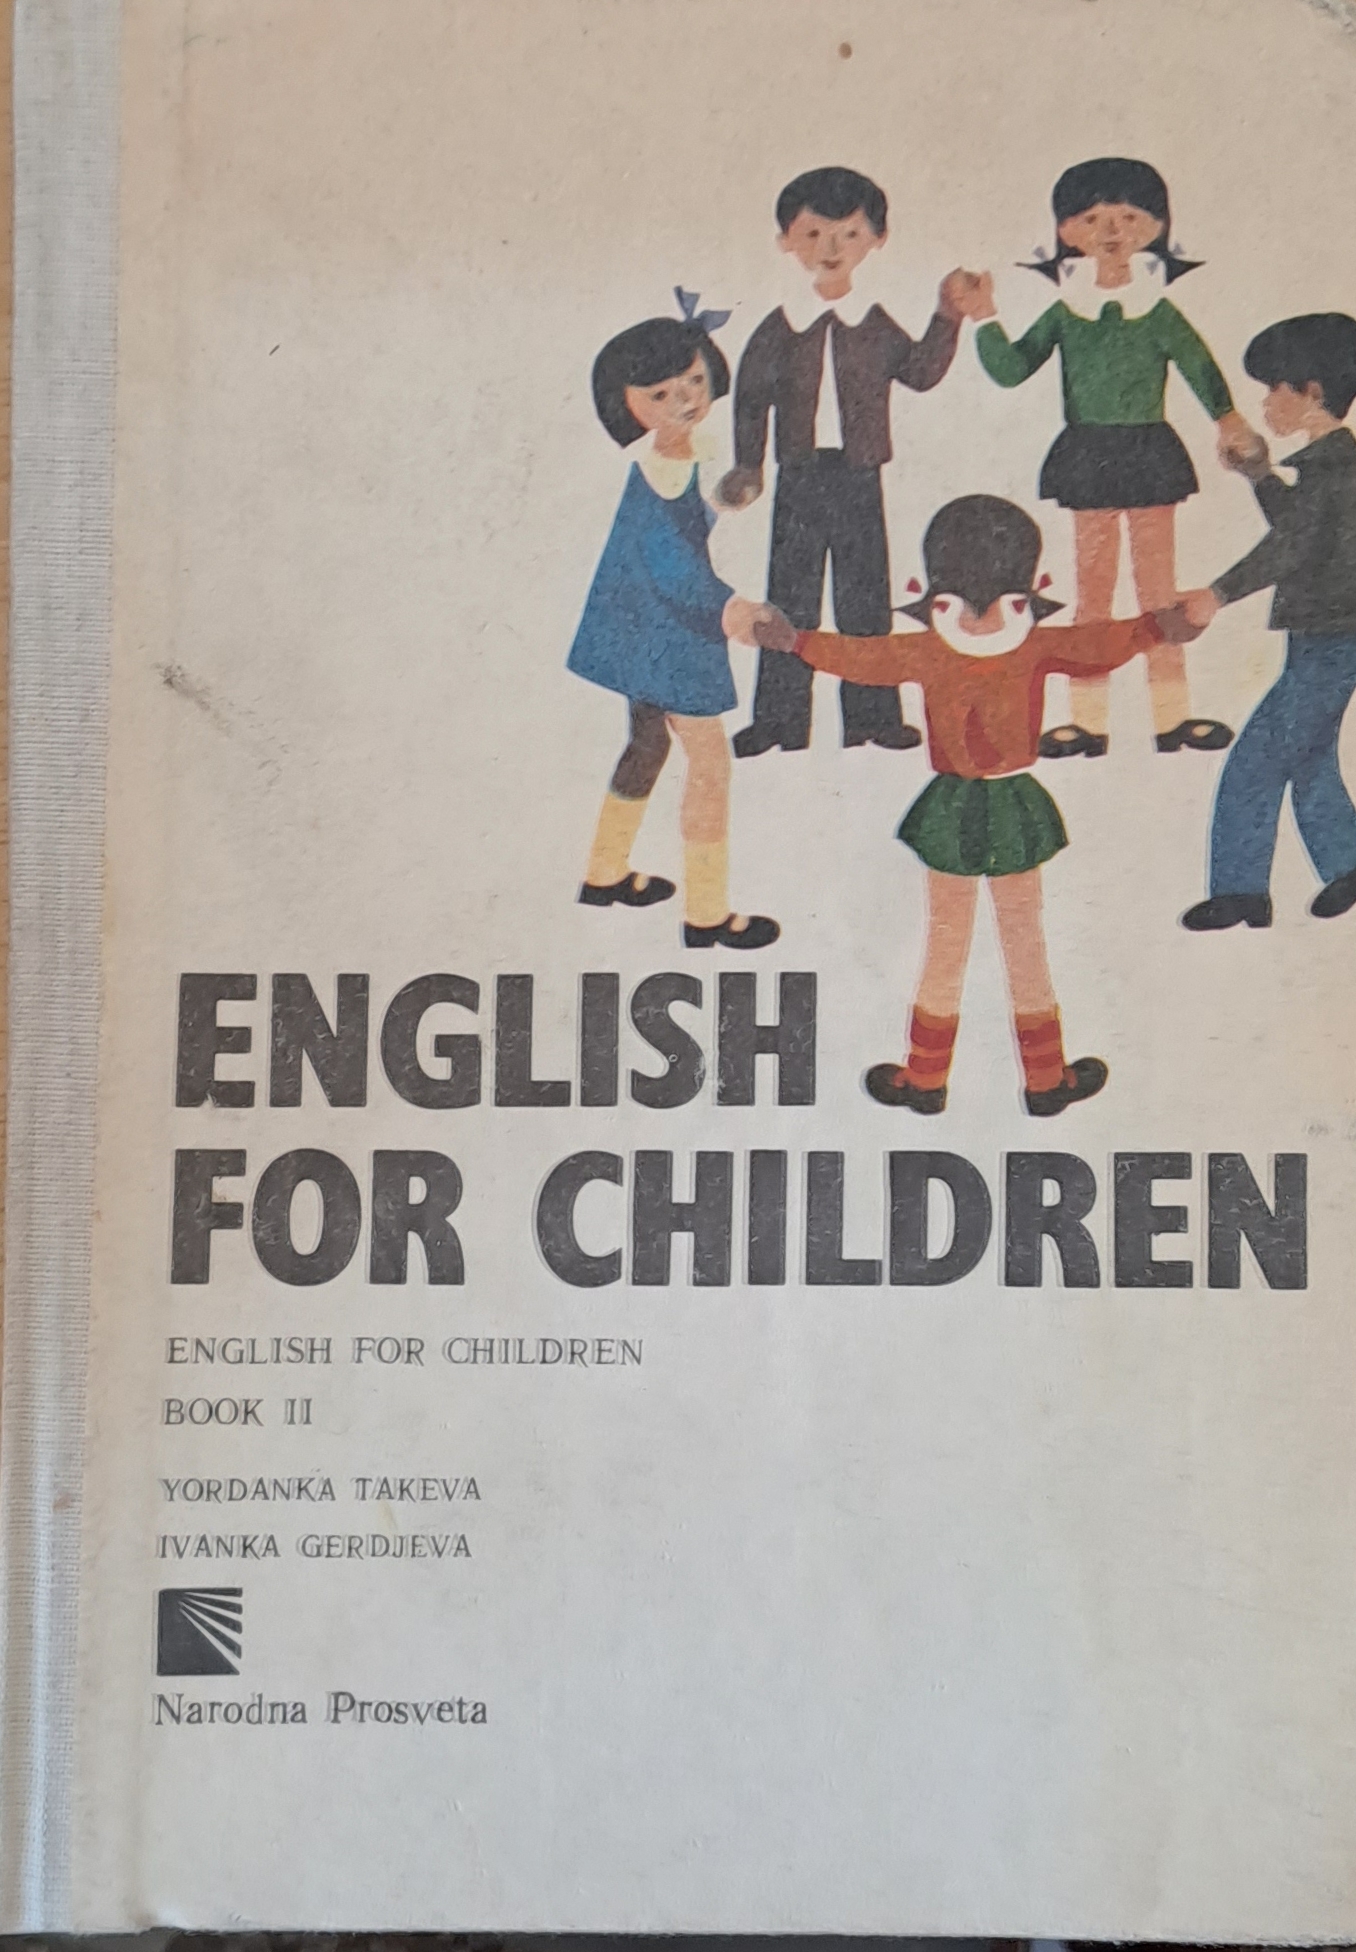 ENGLISH
FOR CHILDREN
ENGLISH FOR CHILDREN
BOOK II
YORDANKA TAKEVA
IVANKA GERDJEVA
Narodna Prosveta